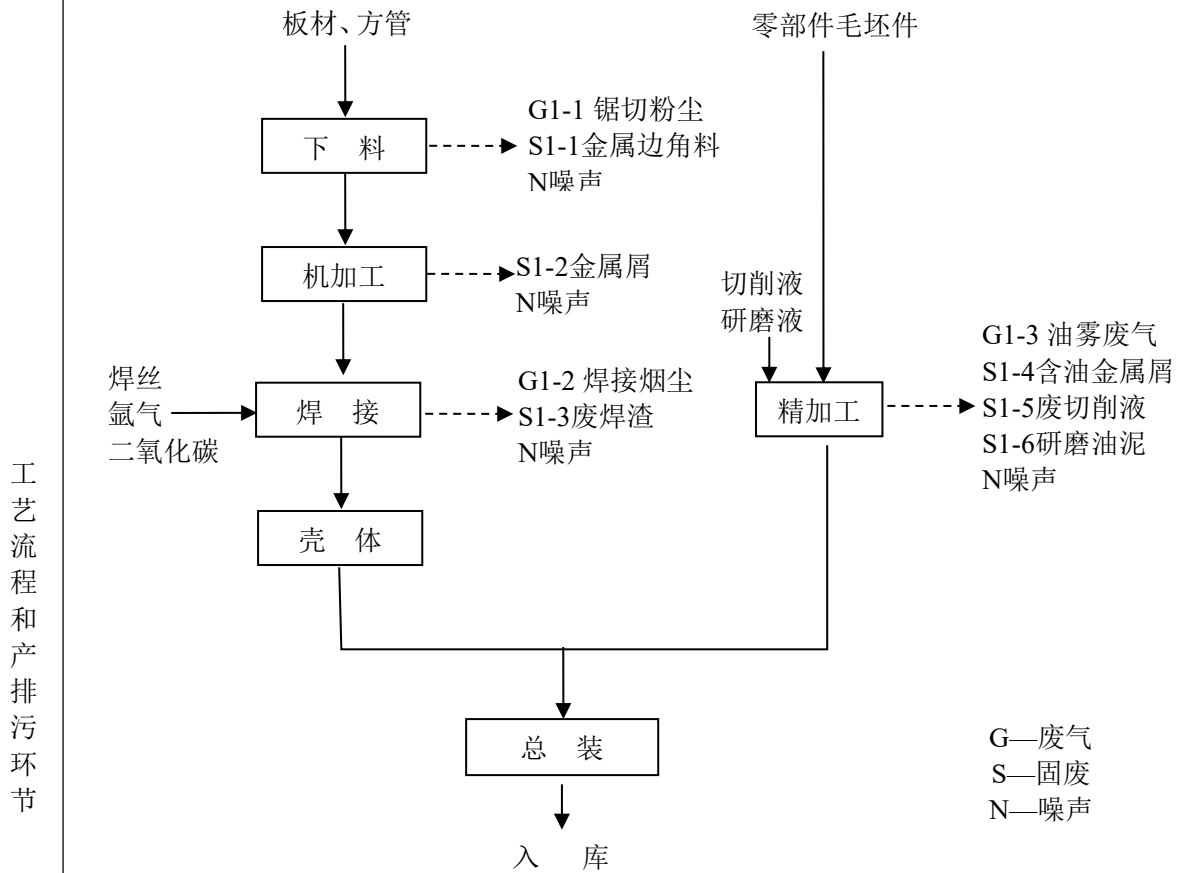 板材、方管
零部件毛坯件
下 料
G1-1 锯切粉尘
S1-1金属边角料
N噪声
机加工
S1-2金属屑
N噪声
切削液
研磨液
焊丝
氩气
二氧化碳
焊 接
G1-2 焊接烟尘
S1-3废焊渣
N噪声
精加工
G1-3 油雾废气
S1-4含油金属屑
S1-5废切削液
S1-6研磨油泥
N噪声
壳 体
工艺流程和产排污环节
总 装
G—废气
S—固废
N—噪声
入 库